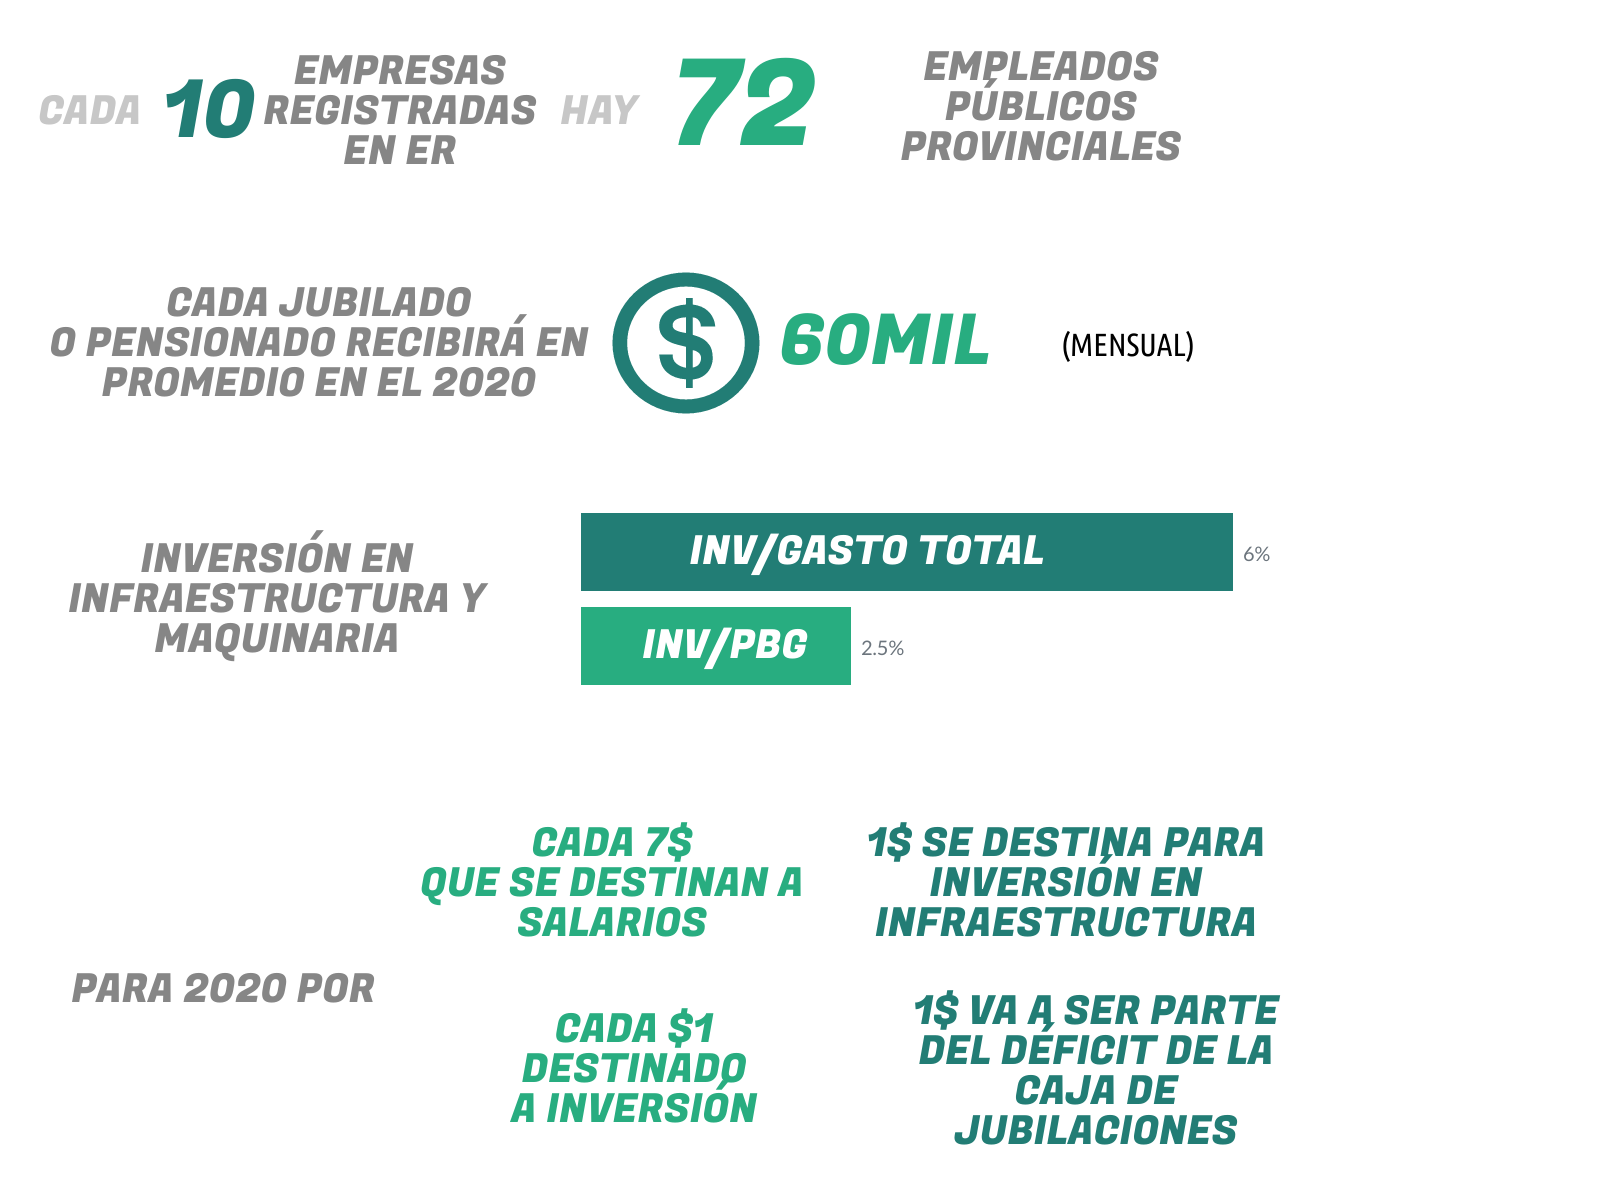 CADA
10
EMPRESAS
REGISTRADAS
EN ER
HAY
72
EMPLEADOS
PÚBLICOS
PROVINCIALES
CADA JUBILADO
O PENSIONADO RECIBIRÁ EN
PROMEDIO EN EL 2020
$
60MIL
(MENSUAL)
INVERSIÓN EN
INFRAESTRUCTURA Y
MAQUINARIA
INV/GASTO TOTAL
6%
INV/PBG
2.5%
PARA 2020 POR
CADA 7$
QUE SE DESTINAN A
SALARIOS
1$ SE DESTINA PARA
INVERSIÓN EN
INFRAESTRUCTURA
CADA $1
DESTINADO
A INVERSIÓN
1$ VA A SER PARTE
DEL DÉFICIT DE LA
CAJA DE
JUBILACIONES